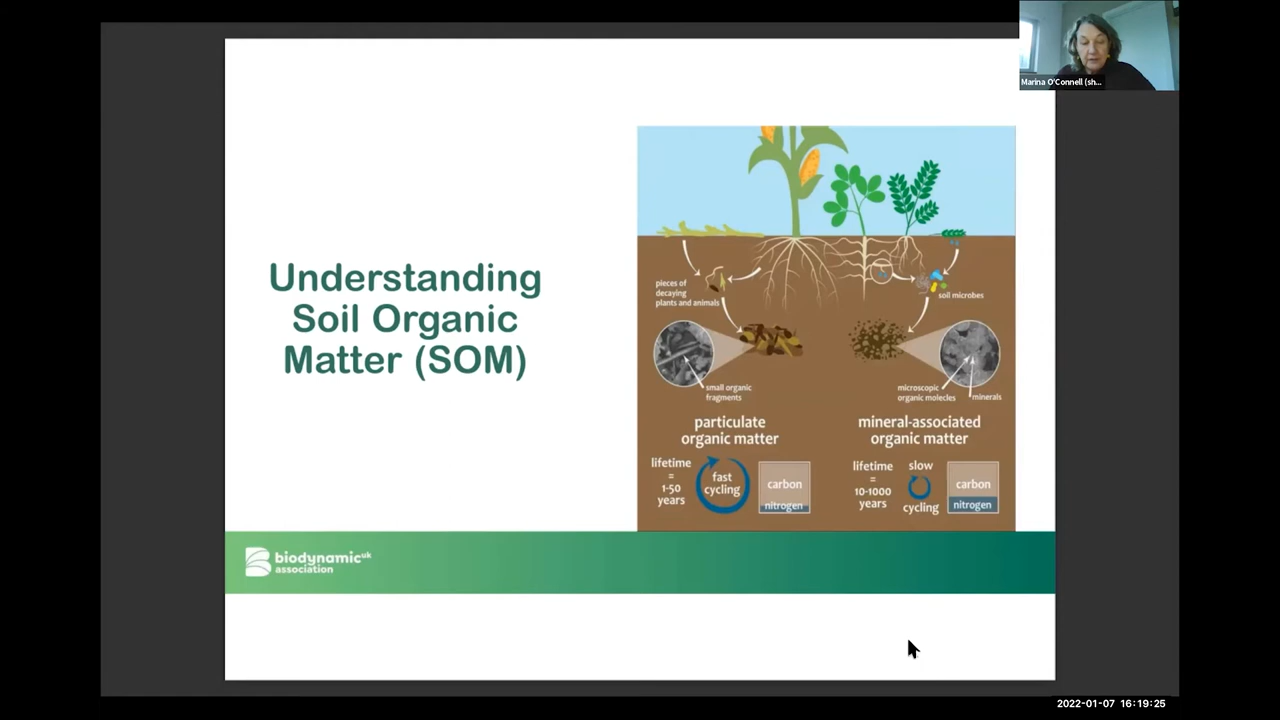 Marina O'Connell (sh...
Understanding
Soil Organic
Matter (SOM)
pieces of
decaying
plants and animals
soil microbes
small organic
fragments
microscopic
organic molecles
minerals
particulate
organic matter
mineral-associated
organic matter
lifetime
=
1-50
years
fast
cycling
carbon
nitrogen
lifetime
=
10-1000
years
slow
cycling
carbon
nitrogen
biodynamic uk
association
2022-01-07 16:19:25